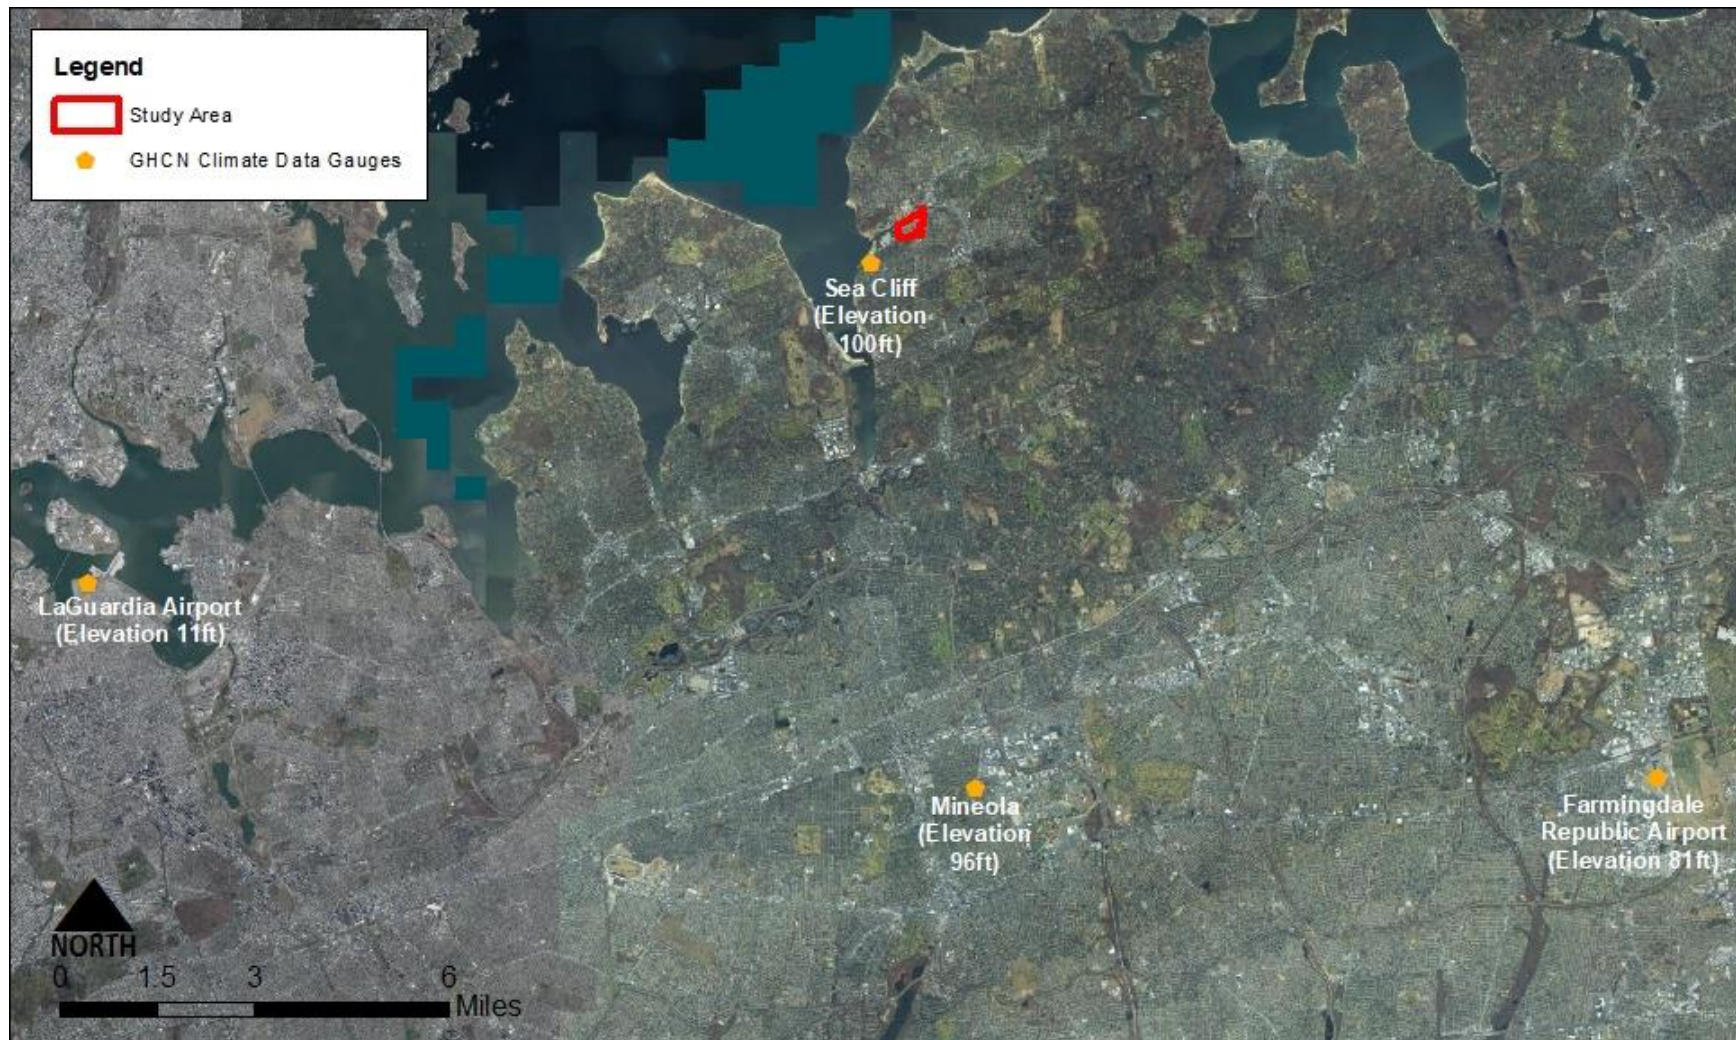 Legend
Study Area
GHCN Climate Data Gauges
Sea Cliff
(Elevation
100ft)
LaGuardia Airport
(Elevation 11ft)
Mineola
(Elevation
96ft)
Farmingdale
Republic Airport
(Elevation 81ft)
NORTH
0 1.5 3 6
Miles